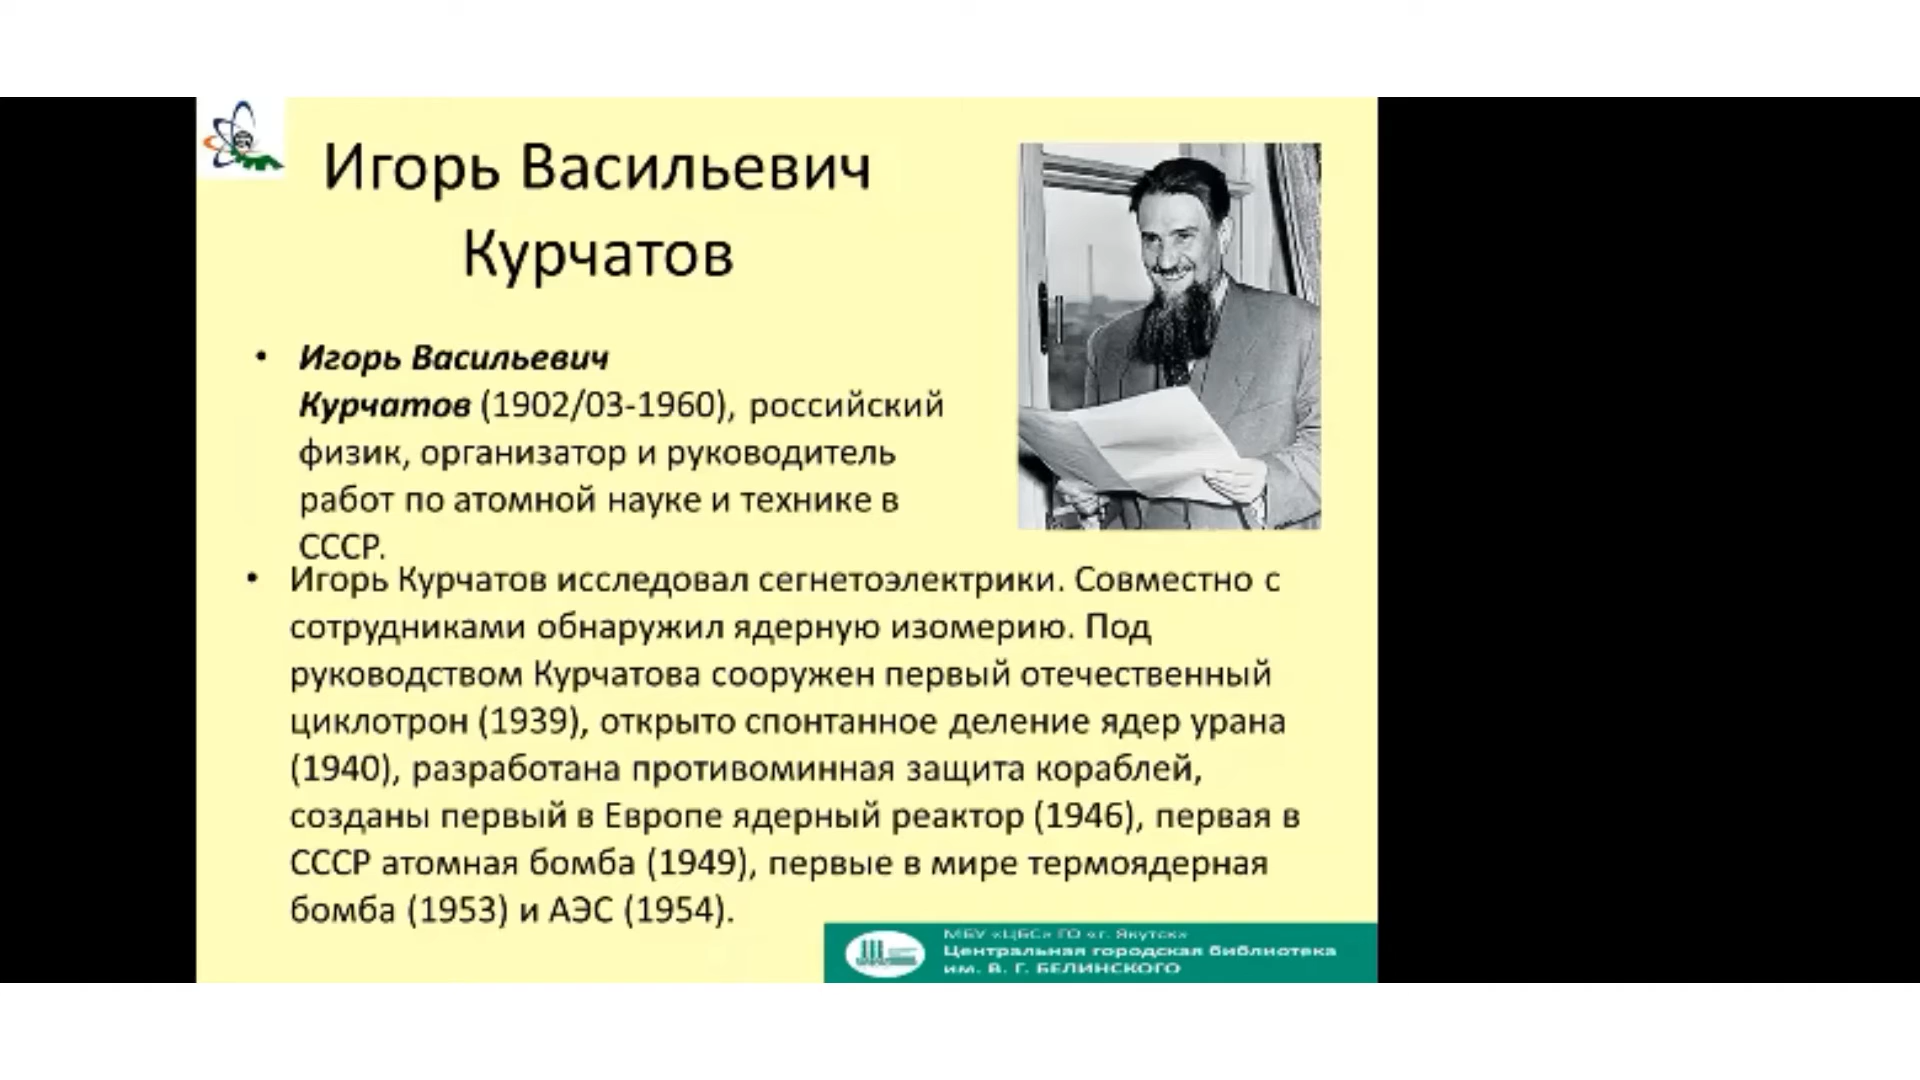 Игорь Васильевич
Курчатов
• Игорь Васильевич
Курчатов (1902/03-1960), российский
физик, организатор и руководитель
работ по атомной науке и технике в
СССР.
• Игорь Курчатов исследовал сегнетоэлектрики. Совместно с
сотрудниками обнаружил ядерную изомерию. Под
руководством Курчатова сооружен первый отечественный
циклотрон (1939), открыто спонтанное деление ядер урана
(1940), разработана противоминная защита кораблей,
созданы первый в Европе ядерный реактор (1946), первая в
СССР атомная бомба (1949), первые в мире термоядерная
бомба (1953) и АЭС (1954).
МБУ «ЦБС» ГО «г. Якутск»
Центральная городская библиотека
им. В. Г. БЕЛИНСКОГО